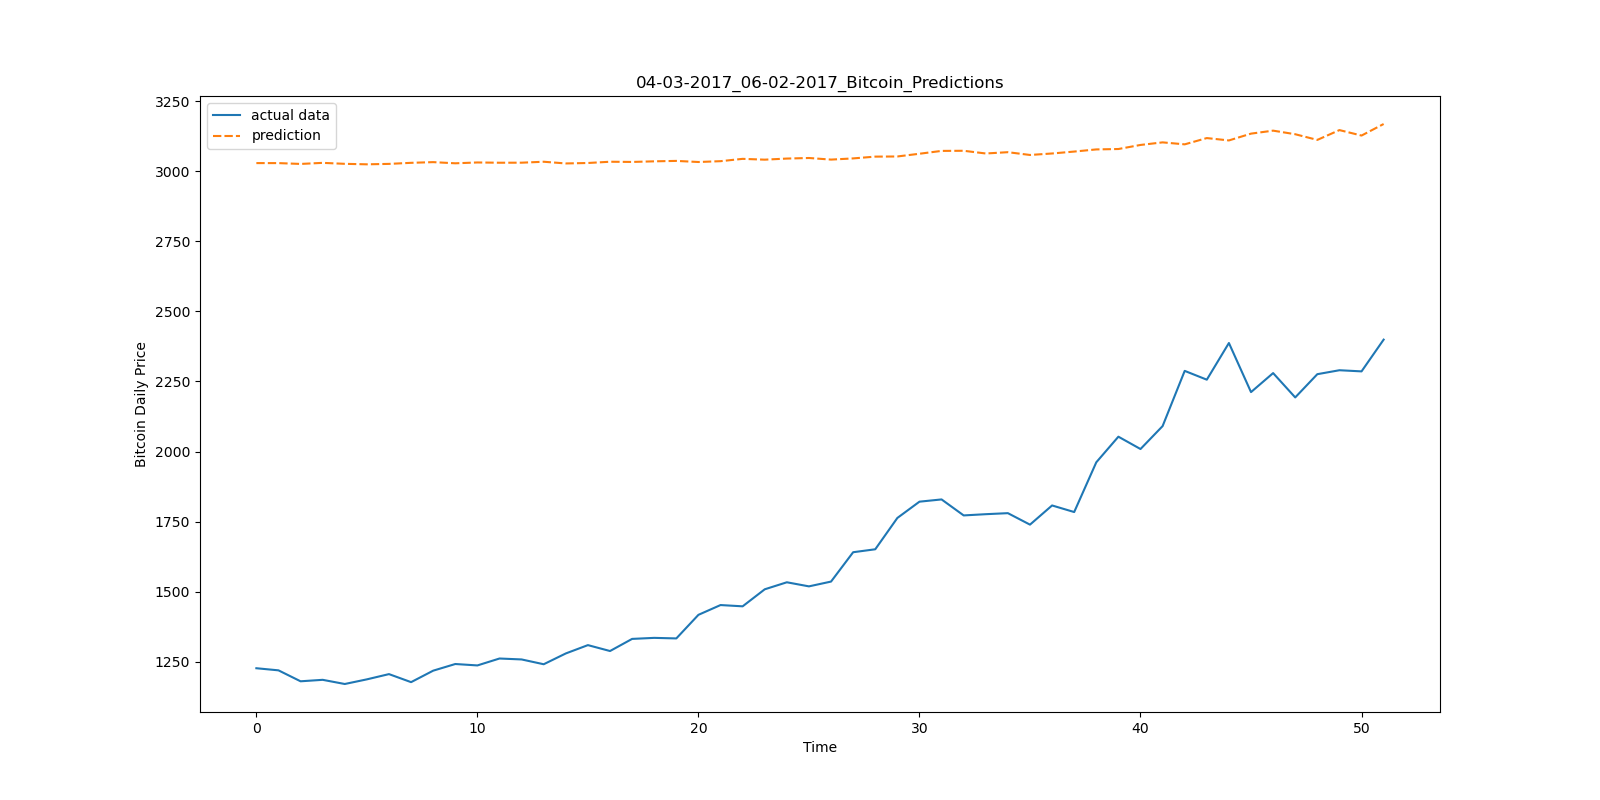 04-03-2017_06-02-2017_Bitcoin_Predictions
actual data
prediction
3250
3000
2750
2500
2250
2000
1750
1500
1250
Bitcoin Daily Price
0 10 20 30 40 50
Time